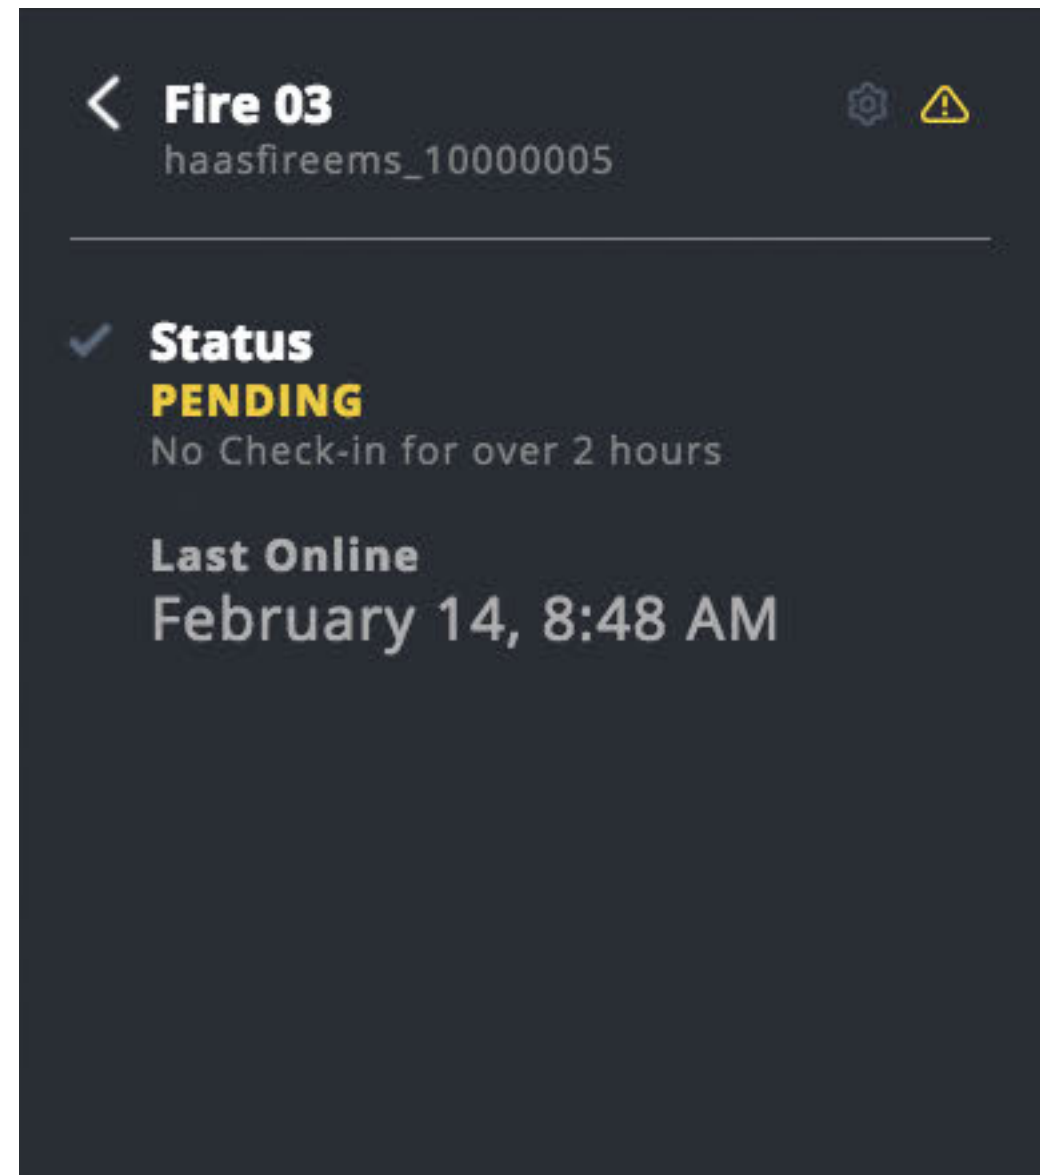 Fire 03
haasfireems_10000005
Status
PENDING
No Check-in for over 2 hours
Last Online
February 14, 8:48 AM